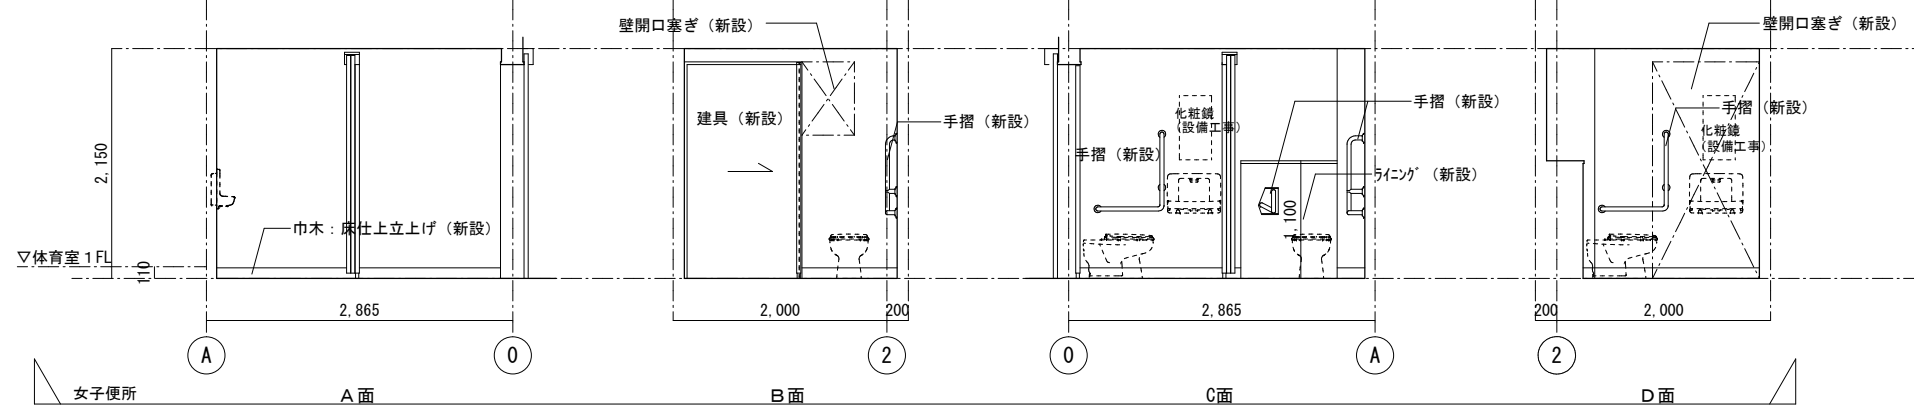 壁開口塞ぎ（新設）
壁開口塞ぎ（新設）
建具（新設）
手摺（新設）
化粧鏡
（設備工事）
手摺（新設）
手摺（新設）
手摺（新設）
化粧鏡
（設備工事）
2,150
ﾗｲﾆﾝｸﾞ（新設）
1,100
巾木：床仕上立上げ（新設）
▽体育室１FL
110
2,865
2,000
200
2,865
200
2,000
A
0
2
0
A
2
女子便所
Ａ面
Ｂ面
C面
Ｄ面